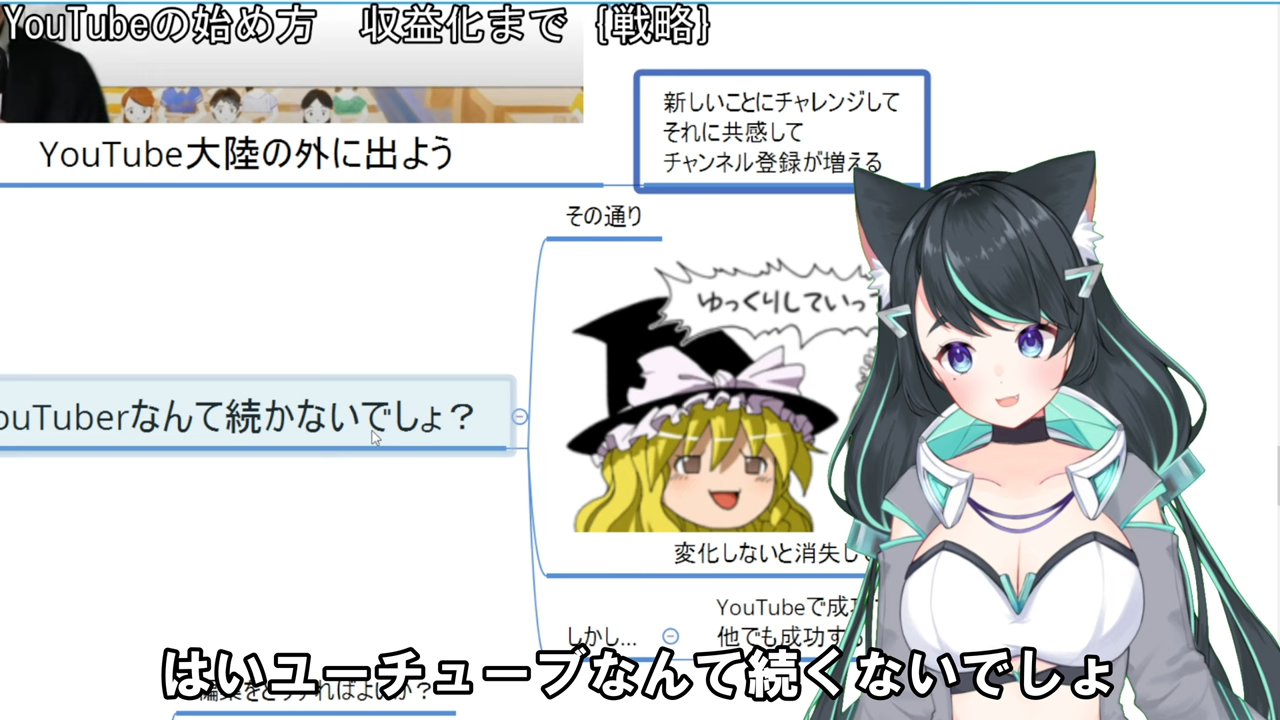 YouTubeの始め方　収益化まで {戦略}
新しいことにチャレンジして
それに共感して
チャンネル登録が増える
YouTube大陸の外に出よう
その通り
ゆっくりしていっ
ouTuberなんて続かないでしょ？
変化しないと消失し
YouTubeで成功
しかし...
他でも成功する
はいユーチューブなんて続くないでしょ